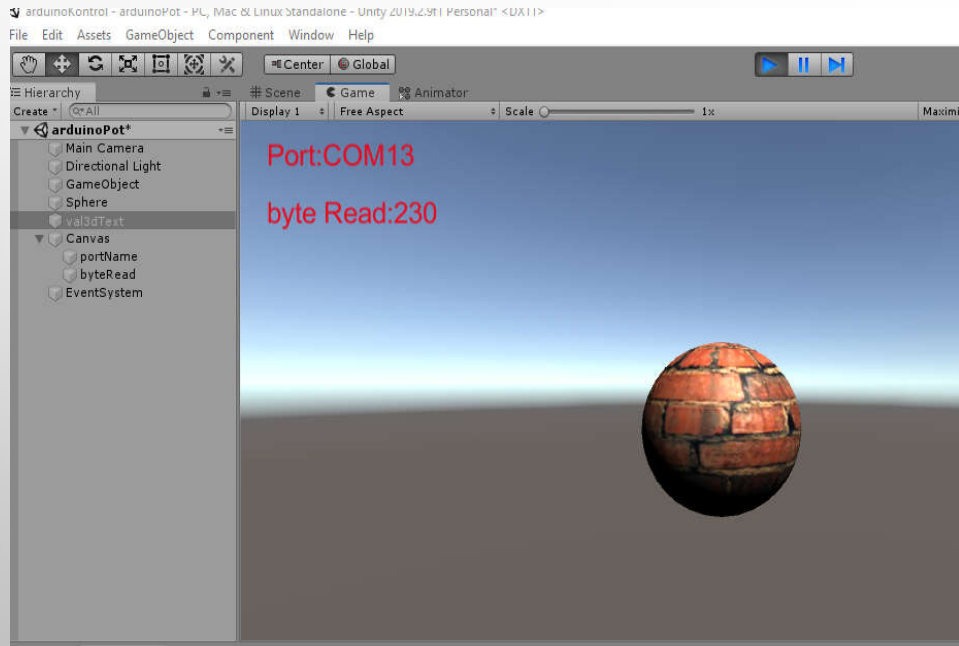 arduinoKontrol - arduinoPot - PC, Mac & Linux Standalone - Unity 2019.2.9f1 Personal* <DX11>
File Edit Assets GameObject Component Window Help
Center Global
Hierarchy
# Scene Game Animator
Create All
Display 1 Free Aspect Scale 1x Maximi
arduinoPot*
Main Camera
Directional Light
GameObject
Sphere
val3dText
Canvas
portName
byteRead
EventSystem
Port:COM13
byte Read:230